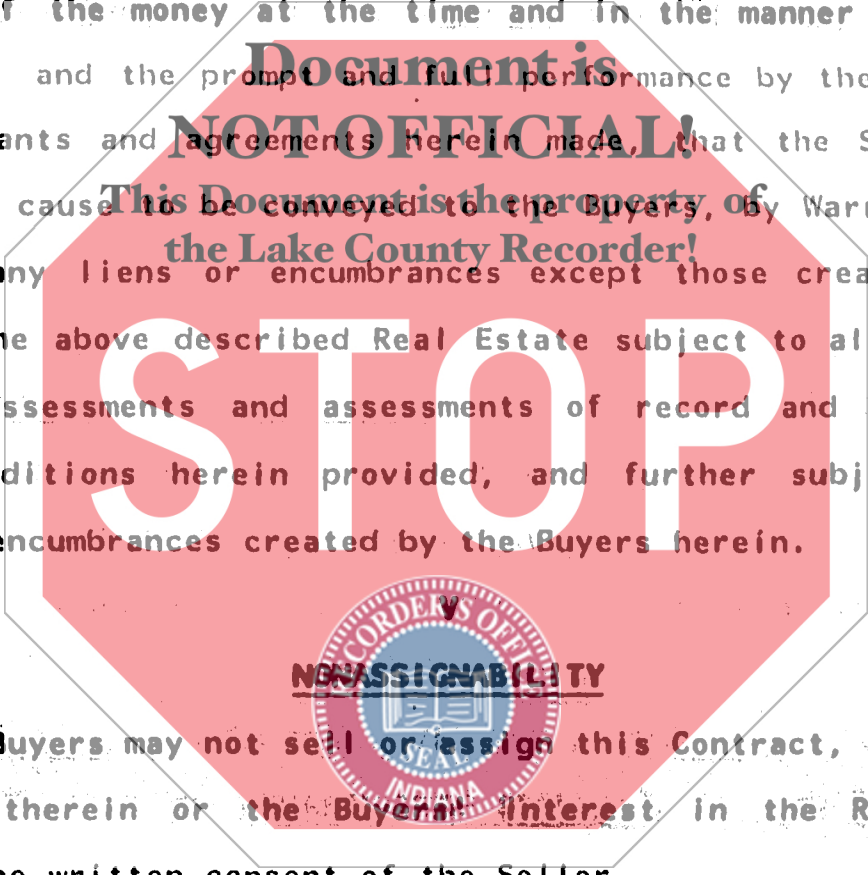 the money at the time and in the manner
and the prompt and full performance by the
ants and agreements herein made, that the S
cause to be conveyed to the Buyers, by Warr
ny liens or encumbrances except those crea
e above described Real Estate subject to al
ssessments and assessments of record and
ditions herein provided, and further subj
encumbrances created by the Buyers herein.
V
NONASSIGNABILITY
Buyers may not sell or assign this Contract,
therein or the Buyers' interest in the R
written consent of the Seller
Document is
NOT OFFICIAL!
This Document is the property of
the Lake County Recorder!
STOP
RECORDER'S OFFICE
SEAL
INDIANA